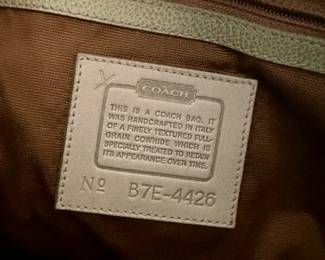 COACH
THIS IS A COACH BAG. IT
WAS HANDCRAFTED IN ITALY
OF A FINELY TEXTURED FULL-
GRAIN COWHIDE WHICH IS
SPECIALLY TREATED TO RETAIN
ITS APPEARANCE OVER TIME.
Nº B7E-4426